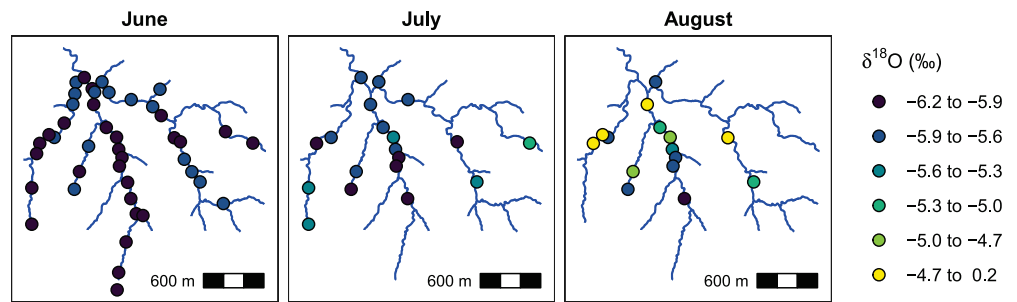 June July August
δ18O (‰)
−6.2 to −5.9
−5.9 to −5.6
−5.6 to −5.3
−5.3 to −5.0
−5.0 to −4.7
−4.7 to 0.2
600 m 600 m 600 m